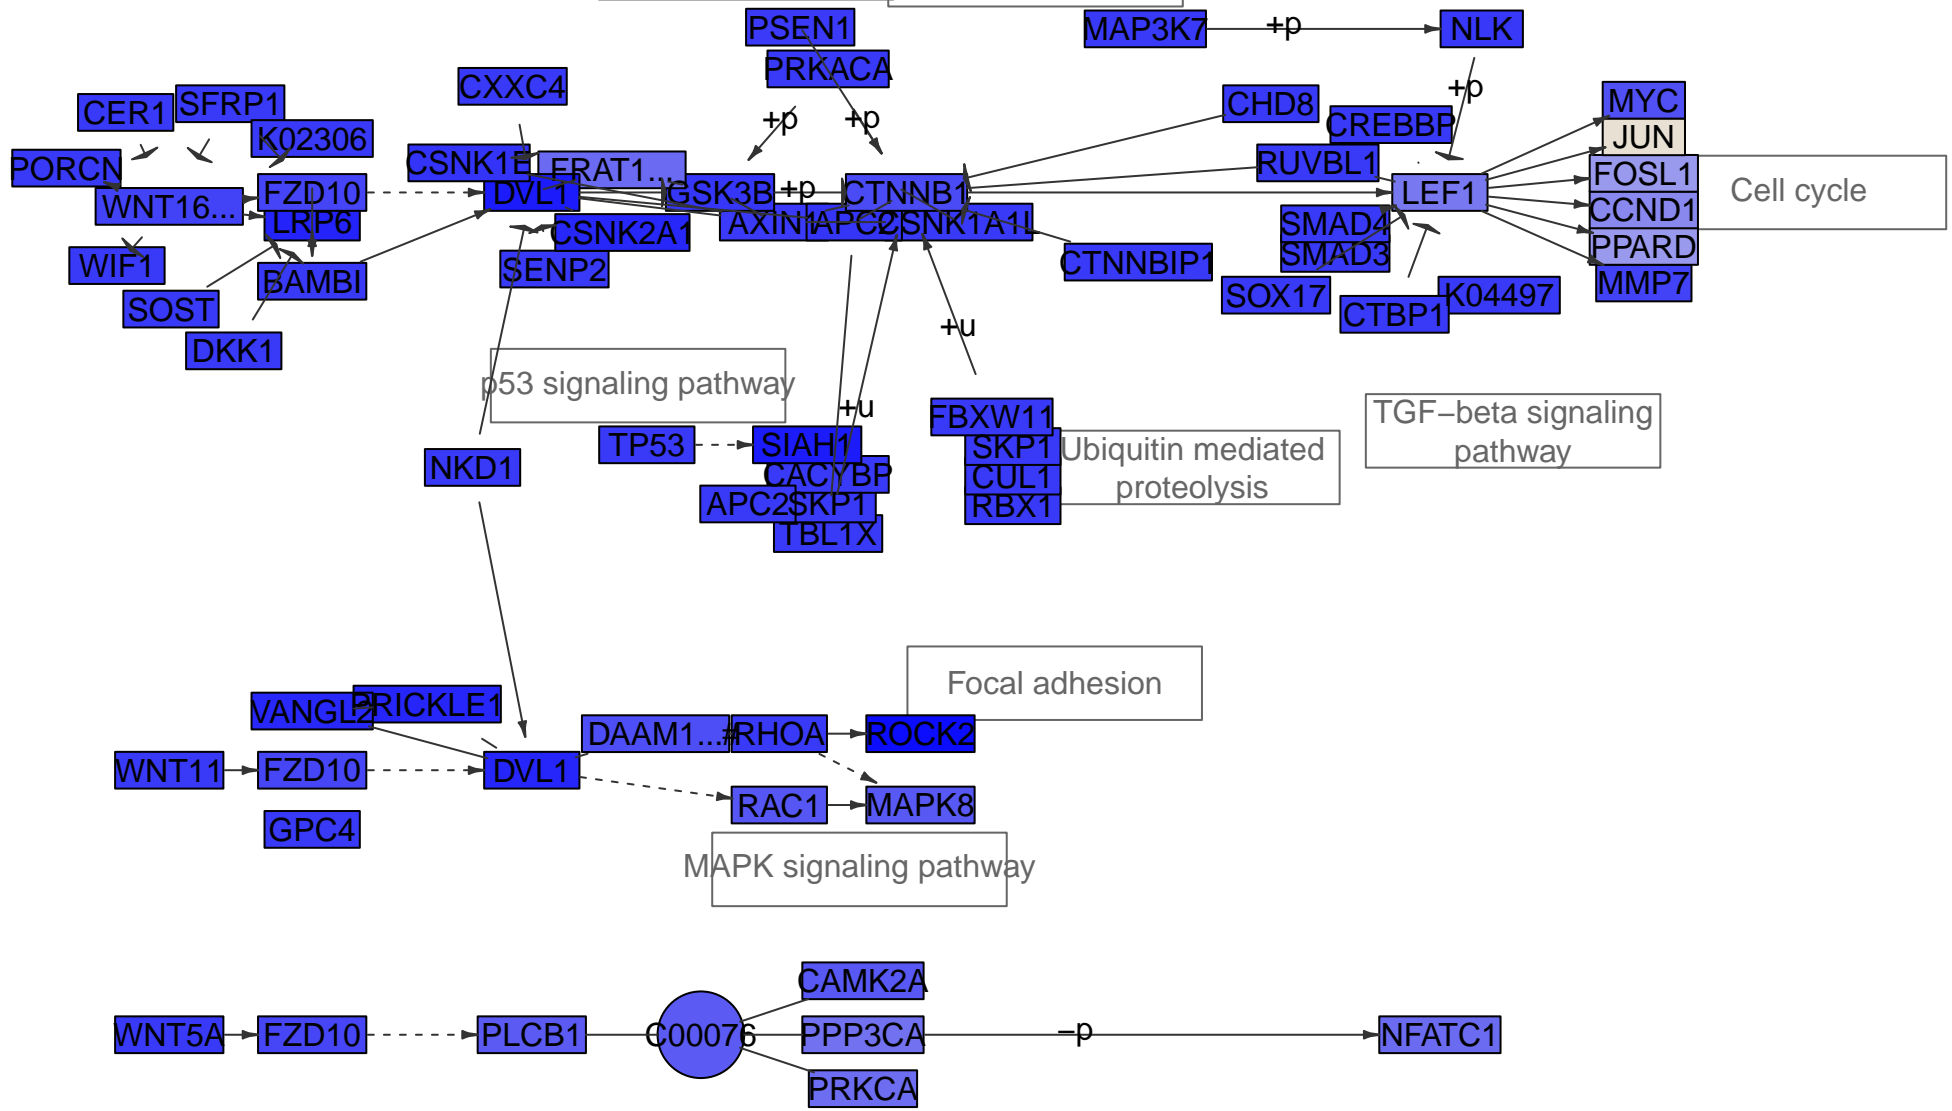 PSEN1
MAP3K7
+p
NLK
PRKACA
CXXC4
CER1
SFRP1
+p
+p
CHD8
+p
MYC
CREBBP
JUN
K02306
PORCN
CSNK1E
FRAT1...
RUVBL1
FOSL1
Cell cycle
WNT16...
FZD10
DVL1
GSK3B
+p
CTNNB1
LEF1
CCND1
LRP6
AXIN1
APC2
CSNK1A1L
SMAD4
CSNK2A1
PPARD
WIF1
BAMBI
SENP2
CTNNBIP1
SMAD3
MMP7
SOST
SOX17
K04497
CTBP1
DKK1
+u
p53 signaling pathway
+u
FBXW11
TGF−beta signaling
pathway
TP53
SIAH1
SKP1
Ubiquitin mediated
proteolysis
NKD1
CACYBP
CUL1
APC2
SKP1
RBX1
TBL1X
Focal adhesion
VANGL2
PRICKLE1
DAAM1...#
RHOA
ROCK2
WNT11
FZD10
DVL1
RAC1
MAPK8
GPC4
MAPK signaling pathway
CAMK2A
WNT5A
FZD10
PLCB1
C00076
PPP3CA
−p
NFATC1
PRKCA